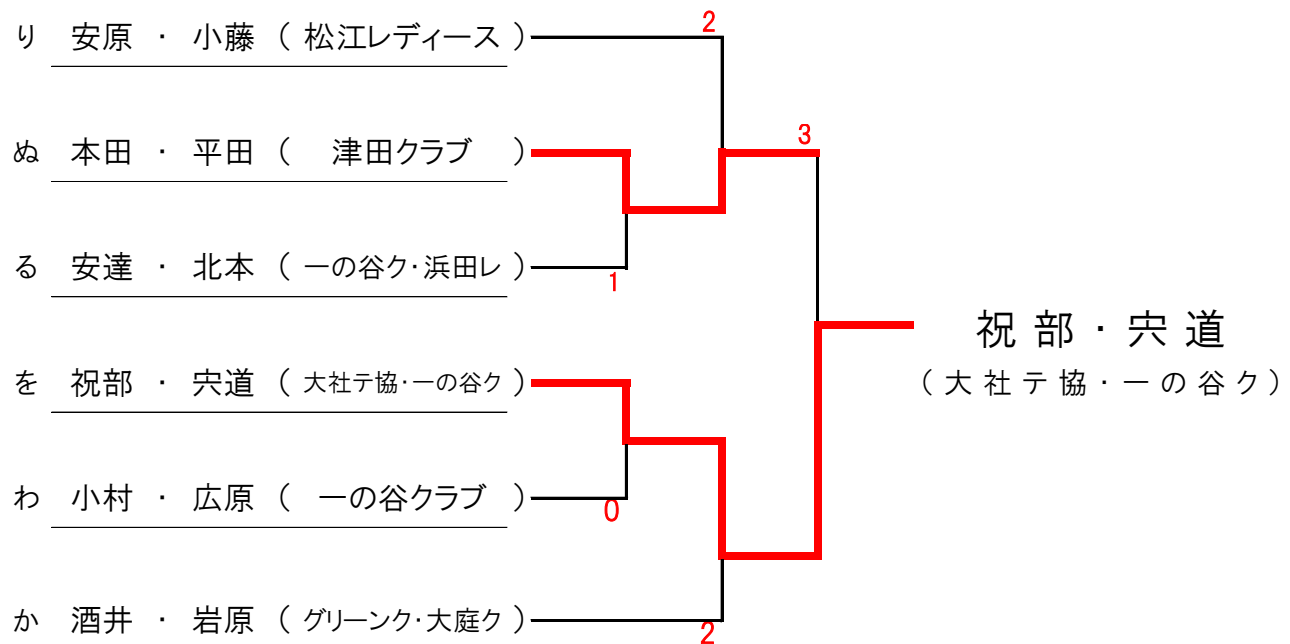 り 安原 ・ 小藤 ( 松江レディース ) 2
ぬ 本田 ・ 平田 ( 津田クラブ ) 3
る 安達 ・ 北本 ( 一の谷ク・浜田レ ) 1
祝部・宍道
を 祝部 ・ 宍道 ( 大社テ協・一の谷ク )
(大社テ協・一の谷ク)
わ 小村 ・ 広原 ( 一の谷クラブ ) 0
か 酒井 ・ 岩原 ( グリーンク・大庭ク ) 2